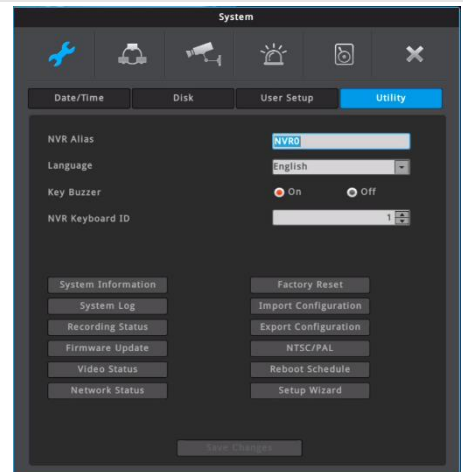 System
Date/Time Disk User Setup Utility
NVR Alias NVR0
Language English
Key Buzzer On Off
NVR Keyboard ID 1
System Information Factory Reset
System Log Import Configuration
Recording Status Export Configuration
Firmware Update NTSC/PAL
Video Status Reboot Schedule
Network Status Setup Wizard
Save Changes